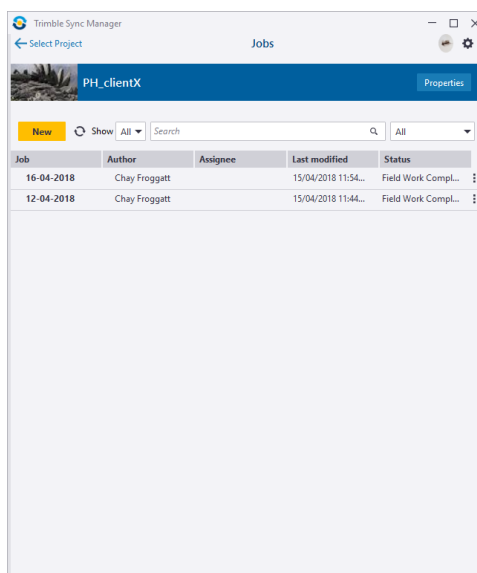 Trimble Sync Manager
Select Project Jobs
PH_clientX Properties
New Show All Search All
Job Author Assignee Last modified Status
16-04-2018 Chay Froggatt 15/04/2018 11:54... Field Work Compl...
12-04-2018 Chay Froggatt 15/04/2018 11:44... Field Work Compl...